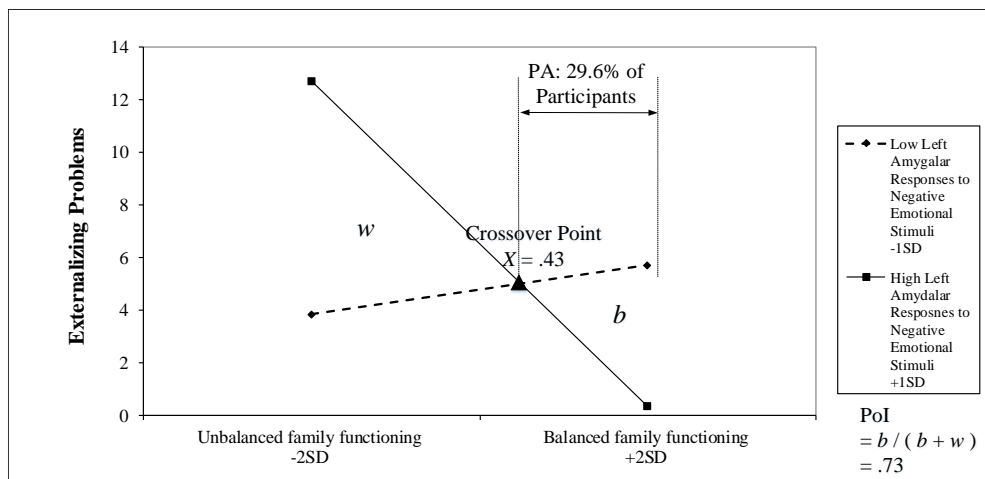 14
12
10
8
6
4
2
0
Externalizing Problems
PA: 29.6% of
Participants
w
Crossover Point
X = .43
b
Unbalanced family functioning
-2SD
Balanced family functioning
+2SD
Low Left
Amygalar
Responses to
Negative
Emotional
Stimuli
-1SD
High Left
Amydalar
Resposnes to
Negative
Emotional
Stimuli
+1SD
PoI
= b / ( b + w )
= .73